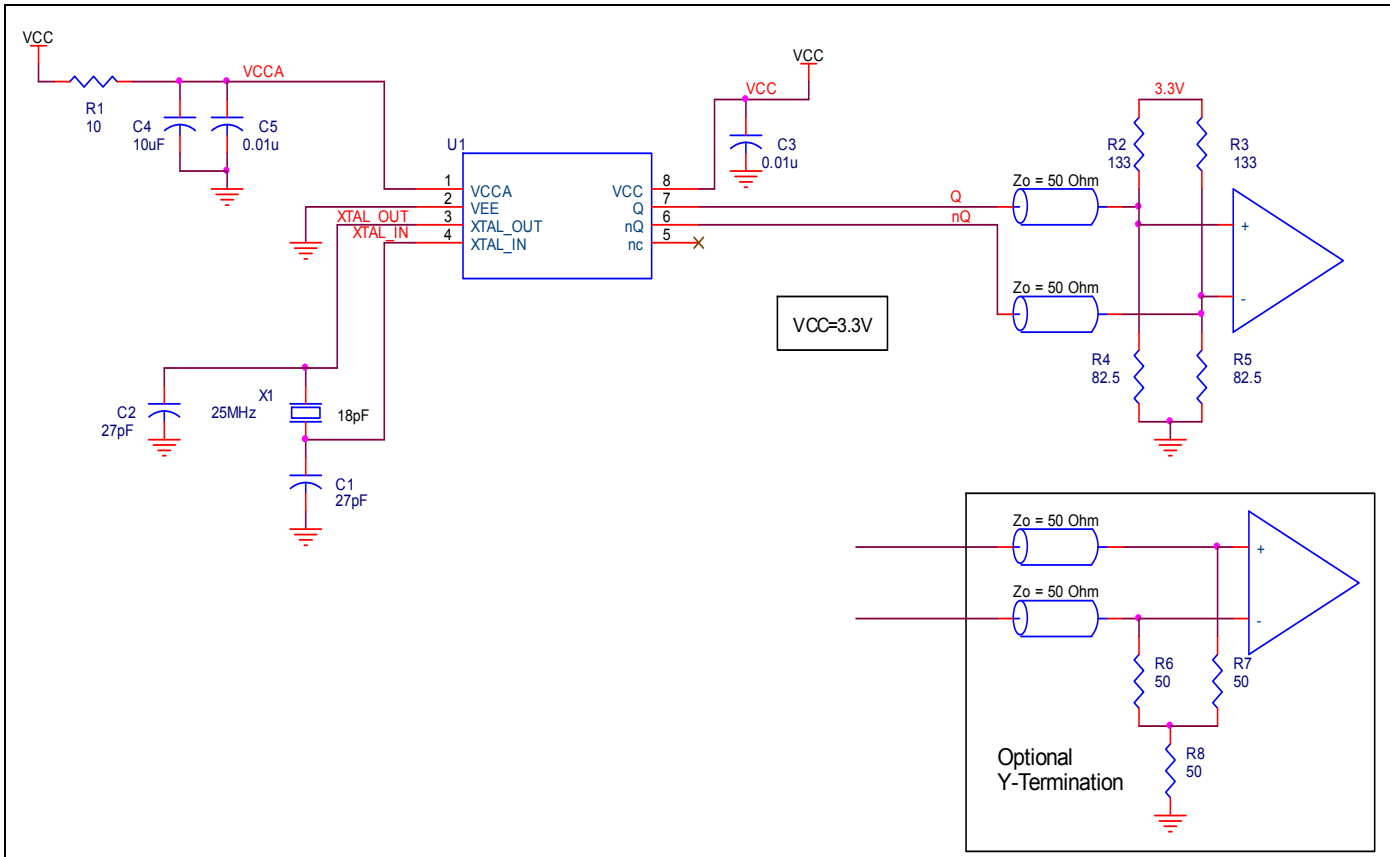 VCC
VCCA
R1
10
C4
10uF
C5
0.01u
VCC
VCC
C3
0.01u
U1
1
VCCA
2
VEE
3
XTAL_OUT
4
XTAL_IN
XTAL_OUT
XTAL_IN
VCC
8
Q
7
nQ
6
nc
5
Q
nQ
Zo = 50 Ohm
Zo = 50 Ohm
3.3V
R2
133
R3
133
+
-
R4
82.5
R5
82.5
VCC=3.3V
C2
27pF
X1
25MHz
18pF
C1
27pF
Zo = 50 Ohm
Zo = 50 Ohm
+
-
R6
50
R7
50
R8
50
Optional
Y-Termination